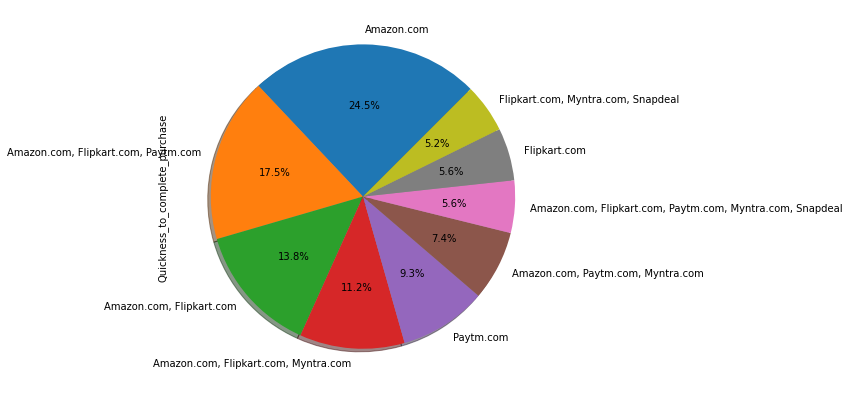 Amazon.com
24.5%
Flipkart.com, Myntra.com, Snapdeal
5.2%
Flipkart.com
5.6%
Amazon.com, Flipkart.com, Paytm.com
17.5%
Quickness_to_complete_purchase
5.6%
Amazon.com, Flipkart.com, Paytm.com, Myntra.com, Snapdeal
7.4%
Amazon.com, Paytm.com, Myntra.com
13.8%
9.3%
11.2%
Amazon.com, Flipkart.com
Paytm.com
Amazon.com, Flipkart.com, Myntra.com